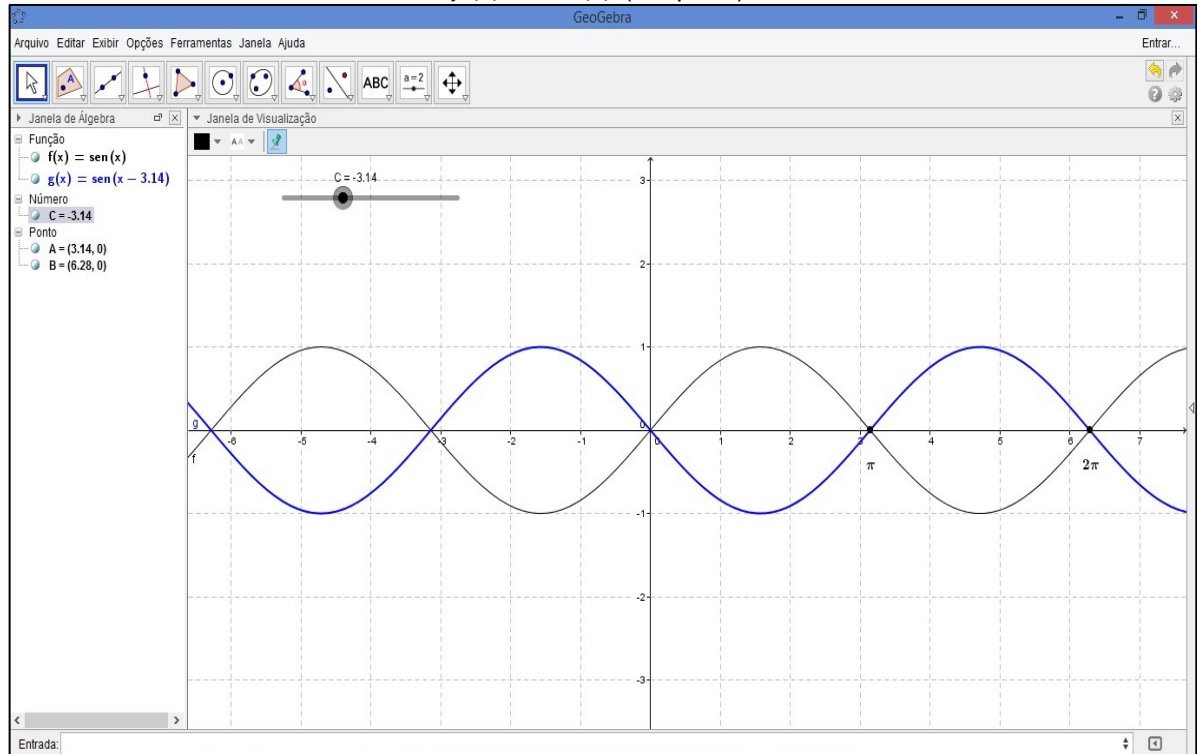 GeoGebra
Arquivo Editar Exibir Opções Ferramentas Janela Ajuda
Entrar...
ABC
a=2
Janela de Álgebra
Janela de Visualização
Função
f(x) = sen(x)
g(x) = sen(x − 3.14)
Número
C = -3.14
Ponto
A = (3.14, 0)
B = (6.28, 0)
AA
C = -3.14
3
2
1
0
g
f
-6 -5 -4 -3 -2 -1 0 1 2 3 4 5 6 7
π 2π
-1
-2
-3
Entrada: